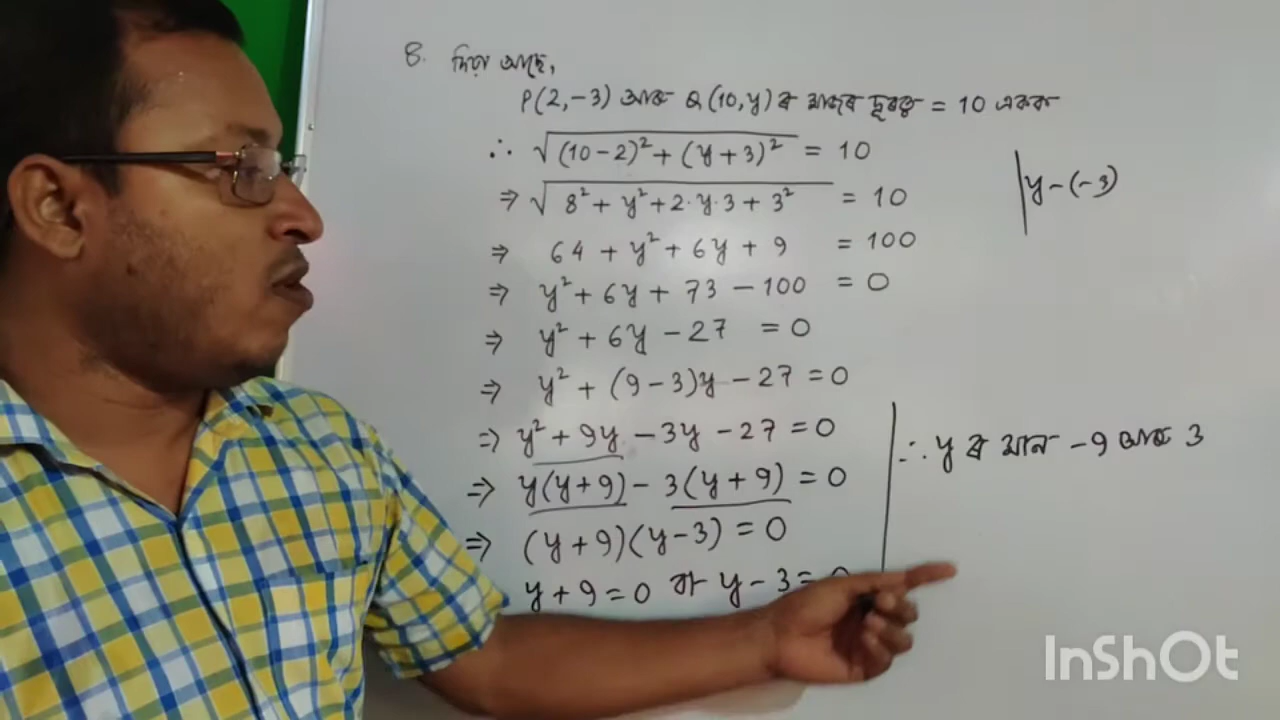 8. দিয়া আছে,
P(2,-3) আৰু Q(10,y)ৰ মাজৰ দূৰত্ব = 10 একক
∴ √(10-2)²+(y+3)² = 10
⇒ √8²+y²+2.y.3+3² = 10
⇒ 64+y²+6y+9 = 100
⇒ y²+6y+73-100 = 0
⇒ y²+6y-27 = 0
⇒ y²+(9-3)y-27=0
⇒ y²+9y-3y-27=0
⇒ y(y+9)-3(y+9)=0
⇒ (y+9)(y-3)=0
y+9=0 বা y-3=0
y-(-3)
∴ yৰ মান -9 আৰু 3
InShOt